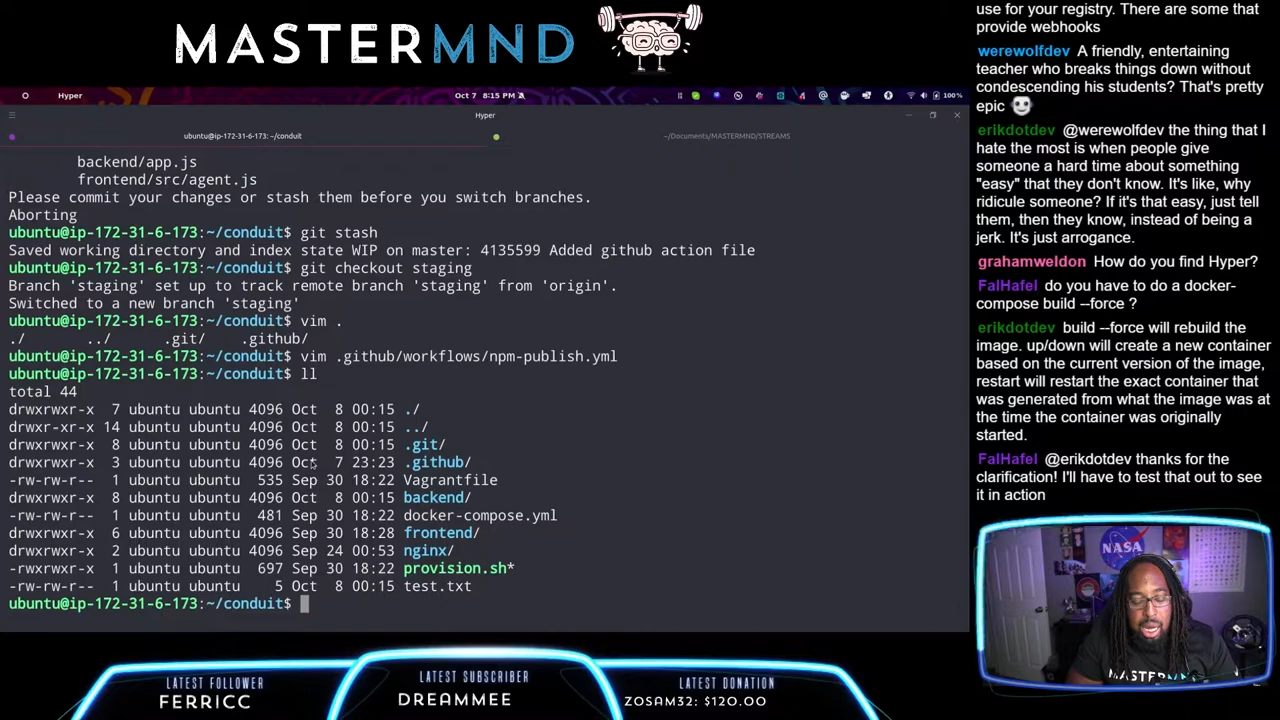 MASTERMND
Hyper
Oct 7 8:15 PM
100%
Hyper
ubuntu@ip-172-31-6-173: ~/conduit
~/Documents/MASTERMND/STREAMS
backend/app.js
frontend/src/agent.js
Please commit your changes or stash them before you switch branches.
Aborting
ubuntu@ip-172-31-6-173:~/conduit$ git stash
Saved working directory and index state WIP on master: 4135599 Added github action file
ubuntu@ip-172-31-6-173:~/conduit$ git checkout staging
Branch 'staging' set up to track remote branch 'staging' from 'origin'.
Switched to a new branch 'staging'
ubuntu@ip-172-31-6-173:~/conduit$ vim .
./ ../ .git/ .github/
ubuntu@ip-172-31-6-173:~/conduit$ vim .github/workflows/npm-publish.yml
ubuntu@ip-172-31-6-173:~/conduit$ ll
total 44
drwxrwxr-x 7 ubuntu ubuntu 4096 Oct 8 00:15 ./
drwxr-xr-x 14 ubuntu ubuntu 4096 Oct 8 00:15 ../
drwxrwxr-x 8 ubuntu ubuntu 4096 Oct 8 00:15 .git/
drwxrwxr-x 3 ubuntu ubuntu 4096 Oct 7 23:23 .github/
-rw-rw-r-- 1 ubuntu ubuntu 535 Sep 30 18:22 Vagrantfile
drwxrwxr-x 8 ubuntu ubuntu 4096 Oct 8 00:15 backend/
-rw-rw-r-- 1 ubuntu ubuntu 481 Sep 30 18:22 docker-compose.yml
drwxrwxr-x 6 ubuntu ubuntu 4096 Sep 30 18:28 frontend/
drwxrwxr-x 2 ubuntu ubuntu 4096 Sep 24 00:53 nginx/
-rwxrwxr-x 1 ubuntu ubuntu 697 Sep 30 18:22 provision.sh*
-rw-rw-r-- 1 ubuntu ubuntu 5 Oct 8 00:15 test.txt
ubuntu@ip-172-31-6-173:~/conduit$
use for your registry. There are some that
provide webhooks
werewolfdev A friendly, entertaining
teacher who breaks things down without
condescending his students? That's pretty
epic
erikdotdev @werewolfdev the thing that I
hate the most is when people give
someone a hard time about something
"easy" that they don't know. It's like, why
ridicule someone? If it's that easy, just tell
them, then they know, instead of being a
jerk. It's just arrogance.
grahamweldon How do you find Hyper?
FalHafel do you have to do a docker-
compose build --force ?
erikdotdev build --force will rebuild the
image. up/down will create a new container
based on the current version of the image,
restart will restart the exact container that
was generated from what the image was at
the time the container was originally
started.
FalHafel @erikdotdev thanks for the
clarification! I'll have to test that out to see
it in action
NASA
MASTERM
LATEST FOLLOWER
FERRICC
LATEST SUBSCRIBER
DREAMMEE
LATEST DONATION
ZOSAM32: $120.00